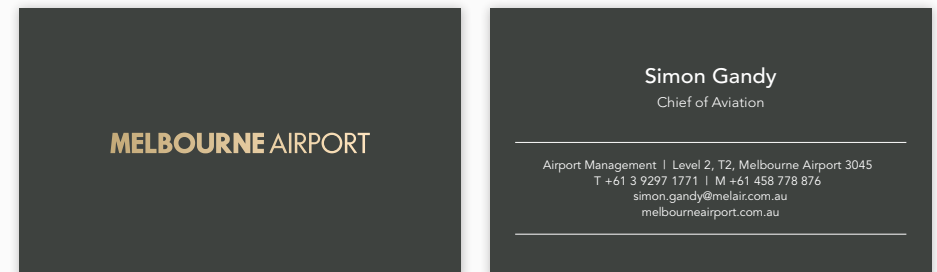 MELBOURNE AIRPORT
Simon Gandy
Chief of Aviation
Airport Management | Level 2, T2, Melbourne Airport 3045
T +61 3 9297 1771 | M +61 458 778 876
simon.gandy@melair.com.au
melbourneairport.com.au